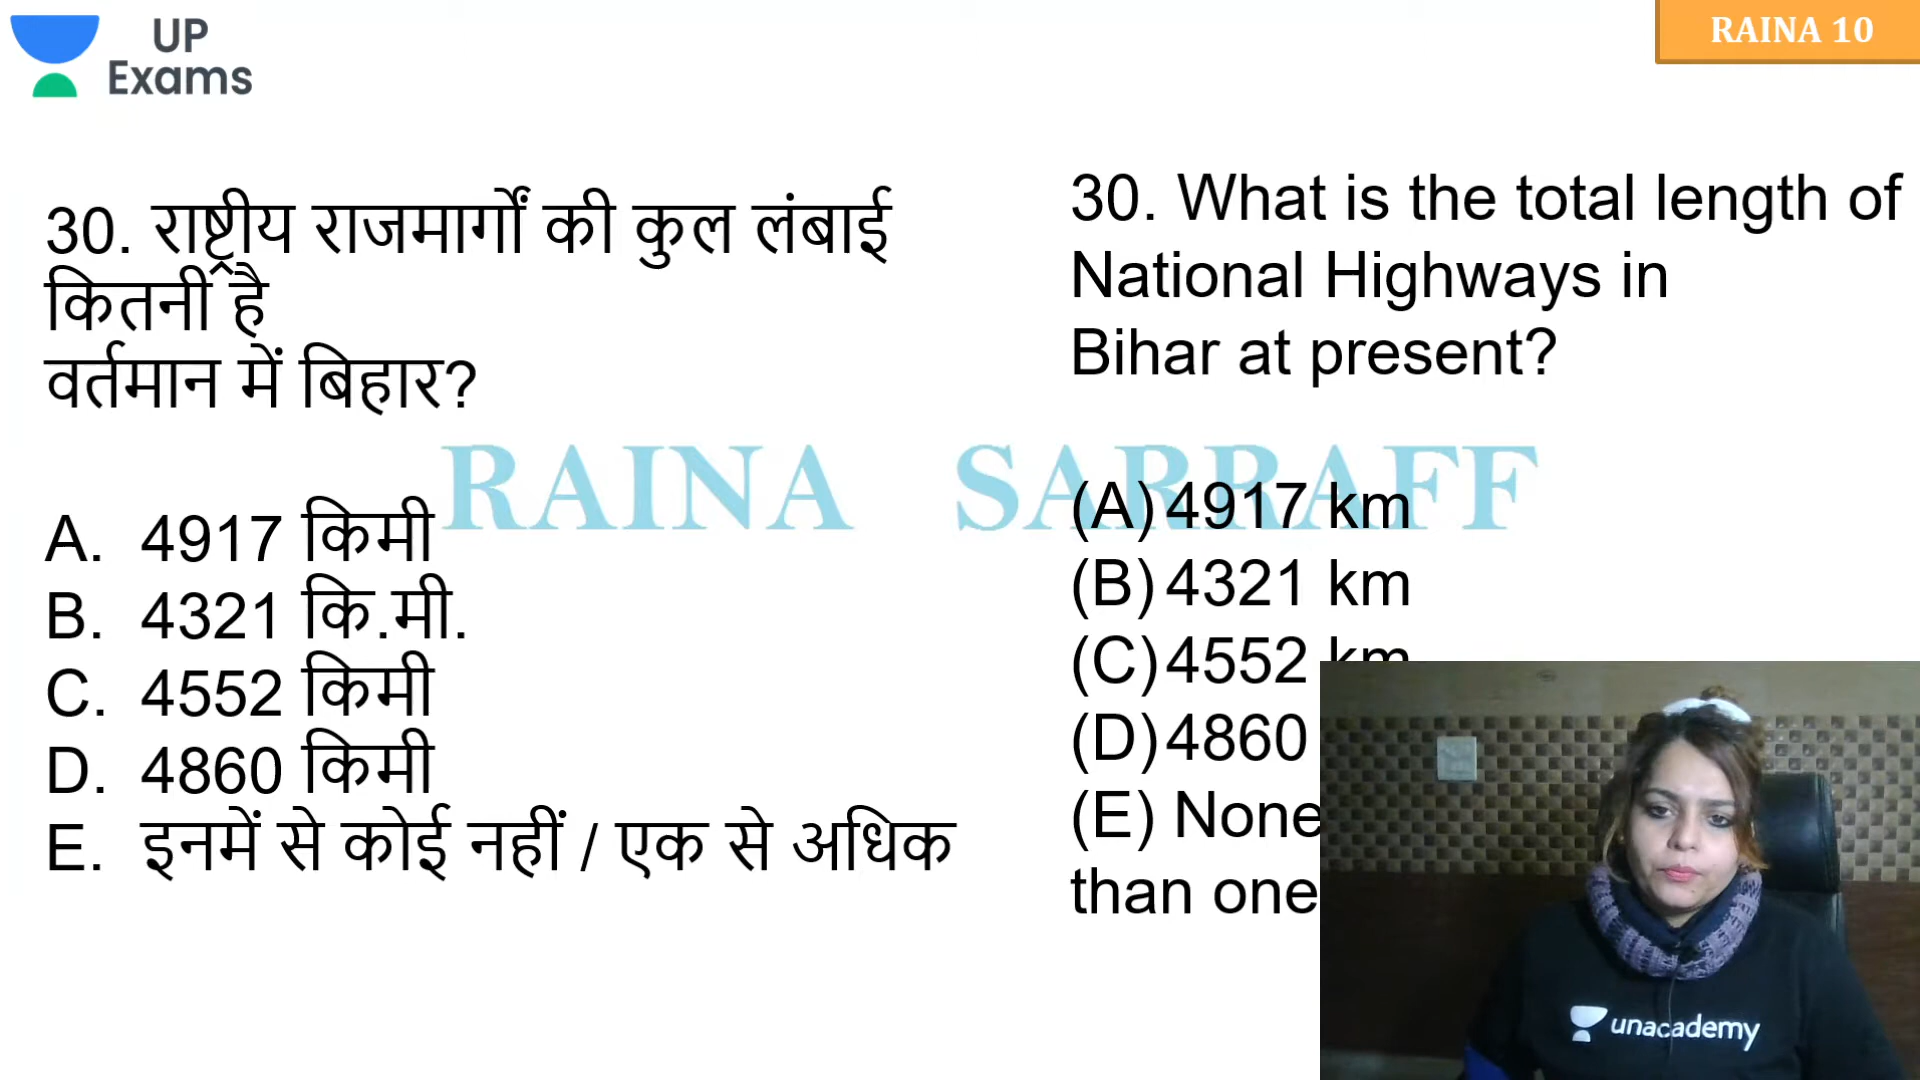 UP
Exams
RAINA 10
30. राष्ट्रीय राजमार्गों की कुल लंबाई
कितनी है
वर्तमान में बिहार?
A. 4917 किमी
B. 4321 कि.मी.
C. 4552 किमी
D. 4860 किमी
E. इनमें से कोई नहीं / एक से अधिक
30. What is the total length of
National Highways in
Bihar at present?
(A) 4917 km
(B) 4321 km
(C) 4552 km
(D) 4860
(E) None
than one
RAINA SARRAFF
unacademy